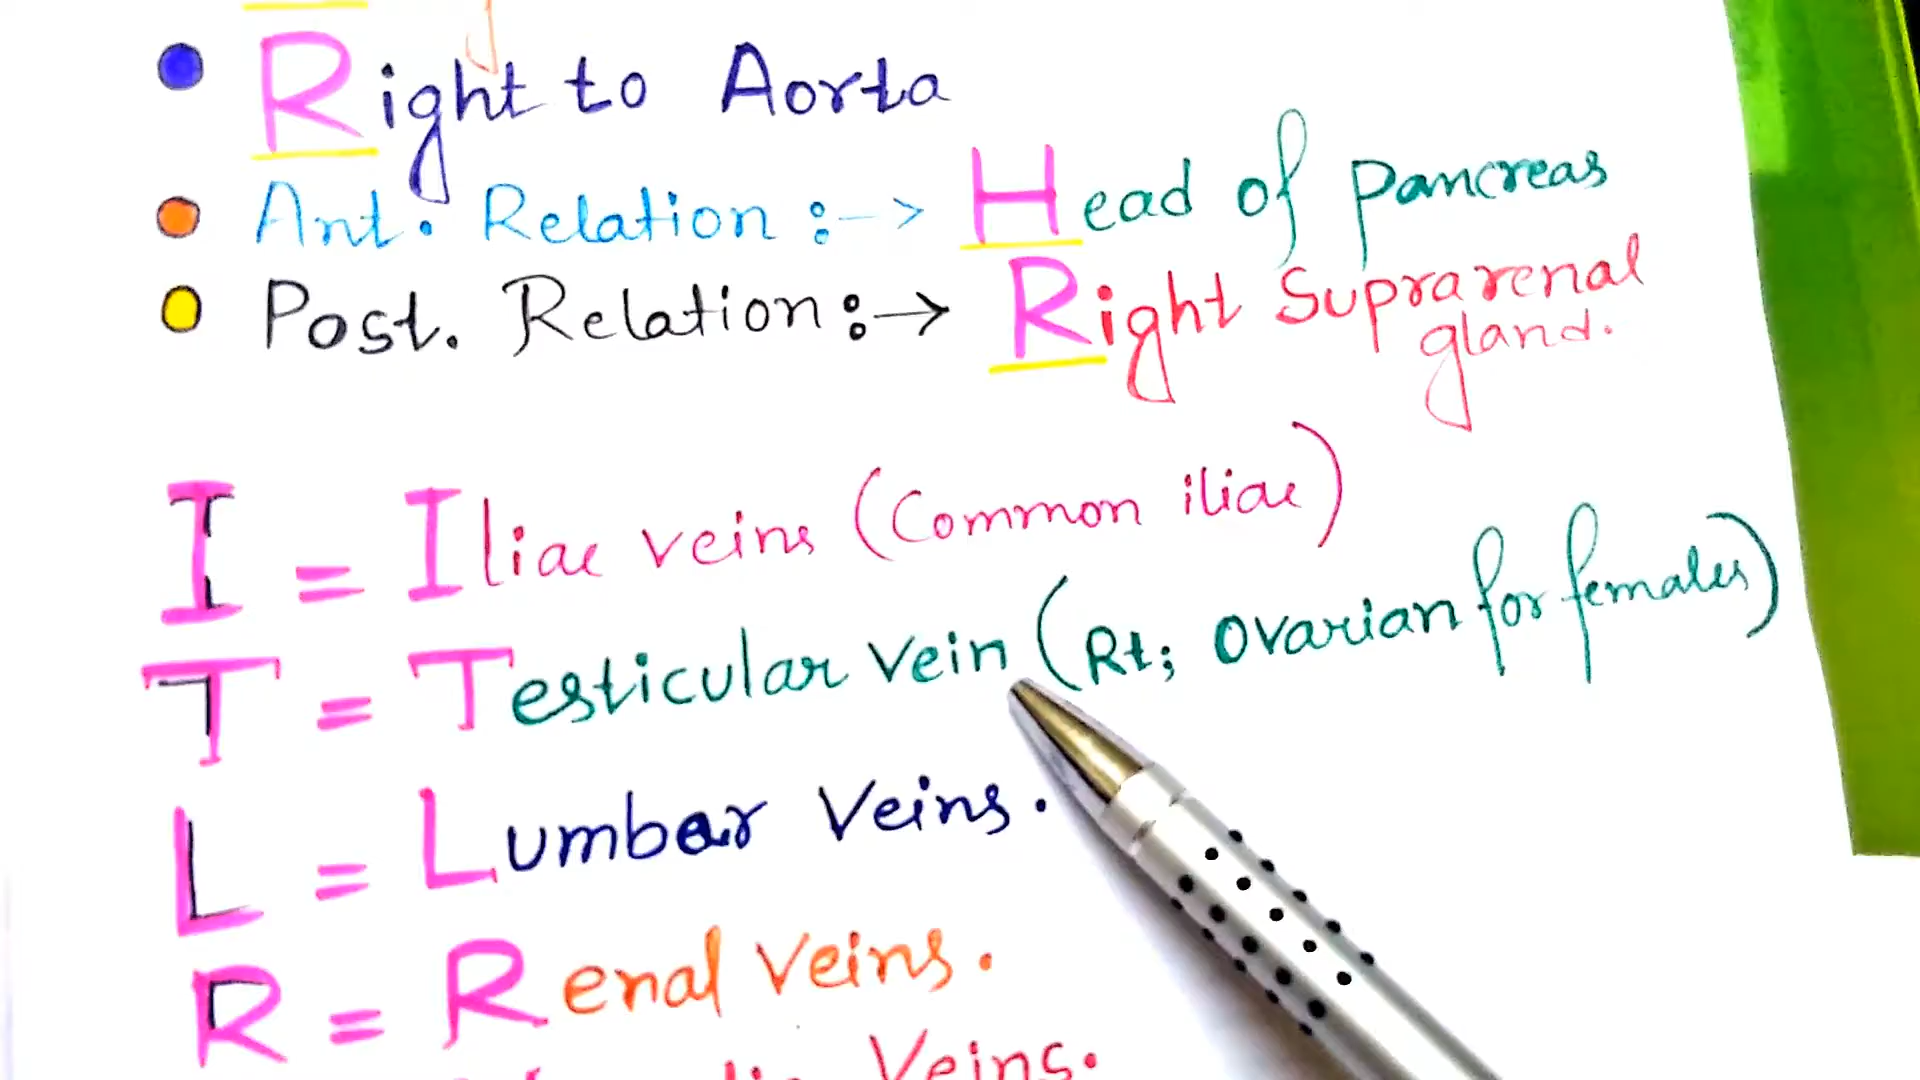 Right to Aorta
Ant. Relation :--> Head of pancreas
Post. Relation :-> Right Suprarenal
gland.
I = Iliac veins (Common iliac)
T = Testicular vein (Rt; ovarian for females)
L = Lumbar Veins.
R = Renal Veins.
Veins.